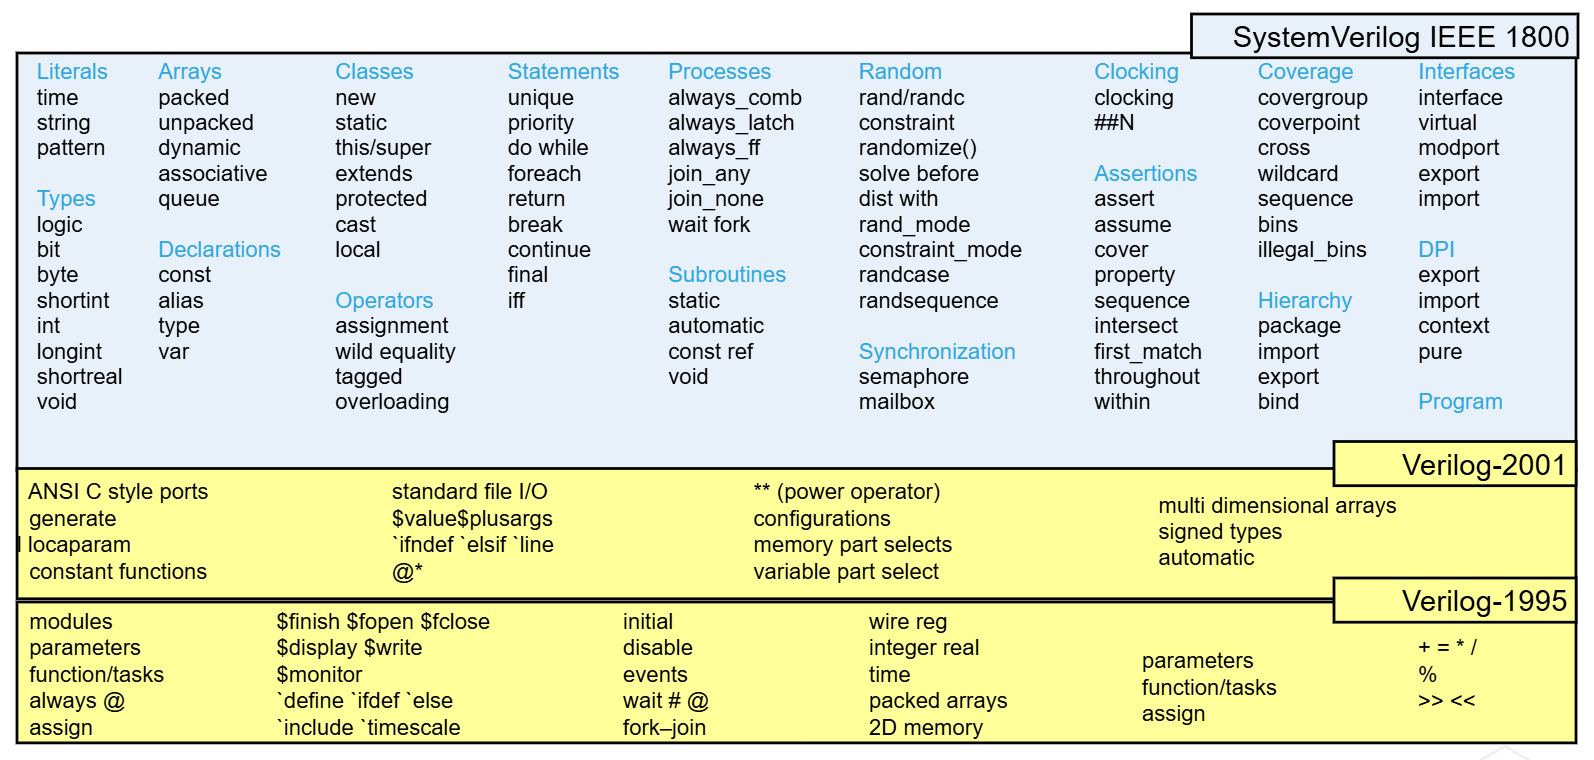 SystemVerilog IEEE 1800
Literals
time
string
pattern
Types
logic
bit
byte
shortint
int
longint
shortreal
void
Arrays
packed
unpacked
dynamic
associative
queue
Declarations
const
alias
type
var
Classes
new
static
this/super
extends
protected
cast
local
Operators
assignment
wild equality
tagged
overloading
Statements
unique
priority
do while
foreach
return
break
continue
final
iff
Processes
always_comb
always_latch
always_ff
join_any
join_none
wait fork
Subroutines
static
automatic
const ref
void
Random
rand/randc
constraint
randomize()
solve before
dist with
rand_mode
constraint_mode
randcase
randsequence
Synchronization
semaphore
mailbox
Clocking
clocking
##N
Assertions
assert
assume
cover
property
sequence
intersect
first_match
throughout
within
Coverage
covergroup
coverpoint
cross
wildcard
sequence
bins
illegal_bins
Hierarchy
package
import
export
bind
Interfaces
interface
virtual
modport
export
import
DPI
export
import
context
pure
Program
Verilog-2001
ANSI C style ports
generate
locaparam
constant functions
standard file I/O
$value$plusargs
`ifndef `elsif `line
@*
** (power operator)
configurations
memory part selects
variable part select
multi dimensional arrays
signed types
automatic
Verilog-1995
modules
parameters
function/tasks
always @
assign
$finish $fopen $fclose
$display $write
$monitor
`define `ifdef `else
`include `timescale
initial
disable
events
wait # @
fork–join
wire reg
integer real
time
packed arrays
2D memory
parameters
function/tasks
assign
+ = * /
%
>> <<